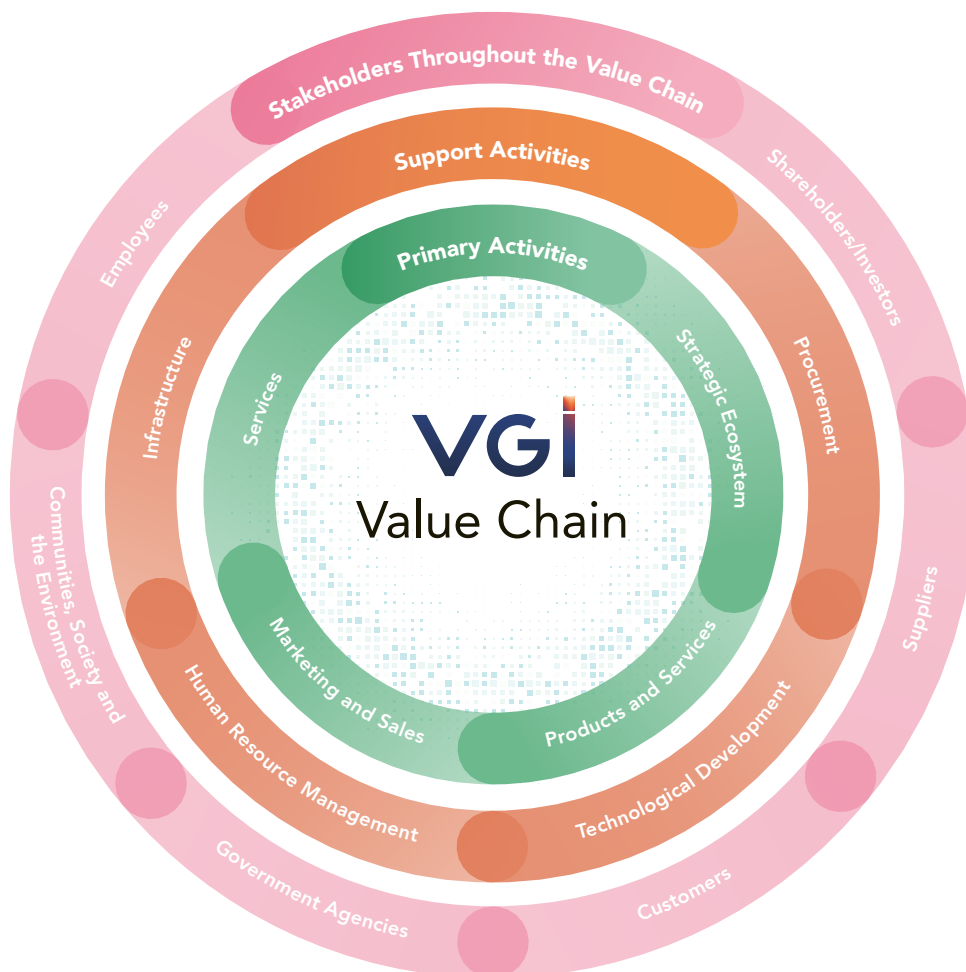 Stakeholders Throughout the Value Chain
Shareholders/Investors
Suppliers
Customers
Government Agencies
Communities, Society and
the Environment
Employees
Support Activities
Procurement
Technological Development
Human Resource Management
Infrastructure
Primary Activities
Strategic Ecosystem
Products and Services
Marketing and Sales
Services
VGI
Value Chain